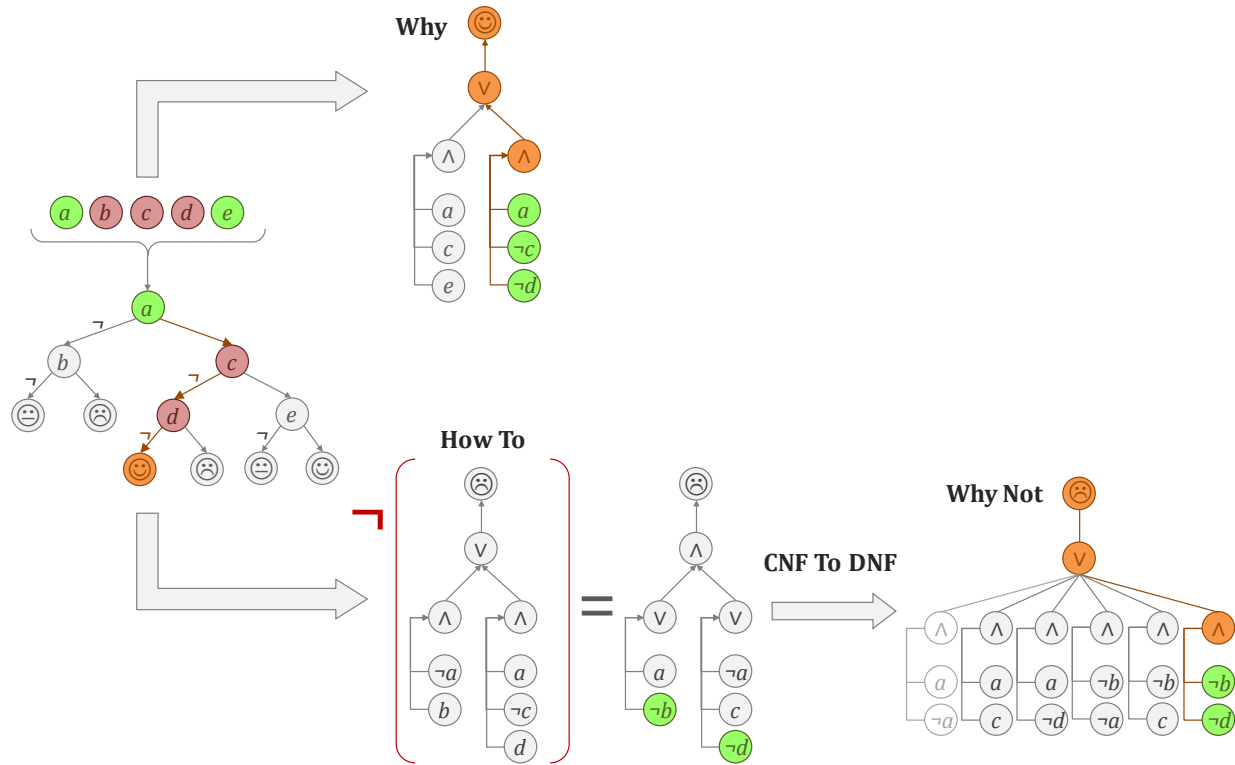 Why
∨
∧ ∧
a a
c ¬c
e ¬d
a b c d e
a
¬
b c
¬ ¬
d e
¬ ¬
How To
¬
∨
∧ ∧
¬a a
b ¬c
d
=
∧
∨ ∨
a ¬a
¬b c
¬d
CNF To DNF
Why Not
∨
∧ ∧ ∧ ∧ ∧ ∧
a a a ¬b ¬b ¬b
¬a c ¬d ¬a c ¬d